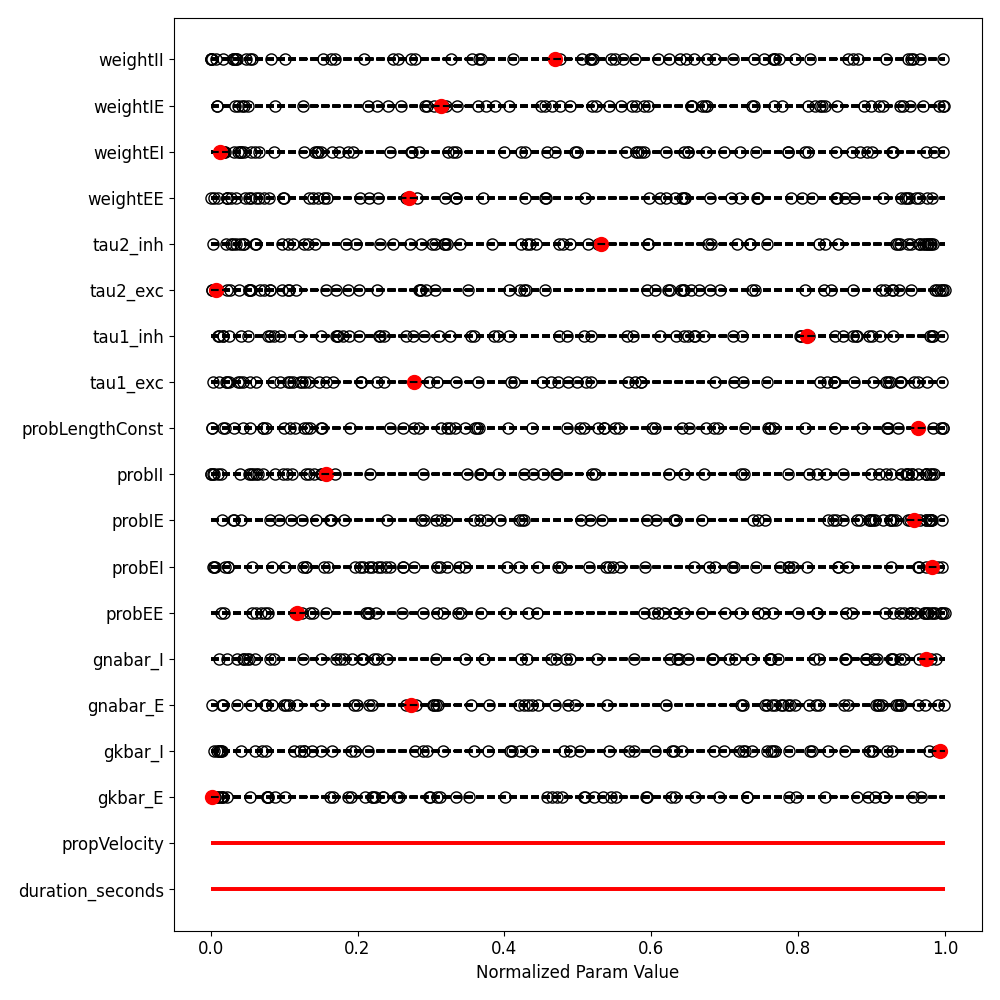 weightII
weightIE
weightEI
weightEE
tau2_inh
tau2_exc
tau1_inh
tau1_exc
probLengthConst
probII
probIE
probEI
probEE
gnabar_I
gnabar_E
gkbar_I
gkbar_E
propVelocity
duration_seconds
0.0 0.2 0.4 0.6 0.8 1.0
Normalized Param Value